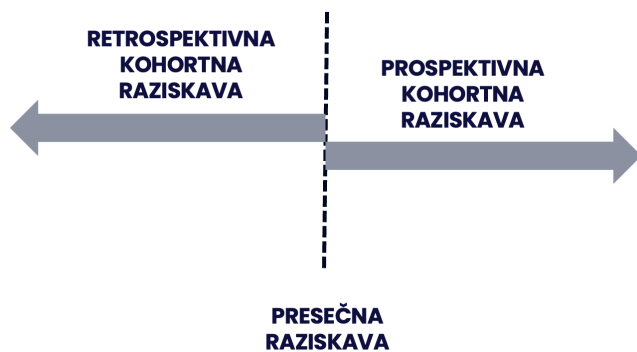 RETROSPEKTIVNA
KOHORTNA
RAZISKAVA
PROSPEKTIVNA
KOHORTNA
RAZISKAVA
PRESEČNA
RAZISKAVA